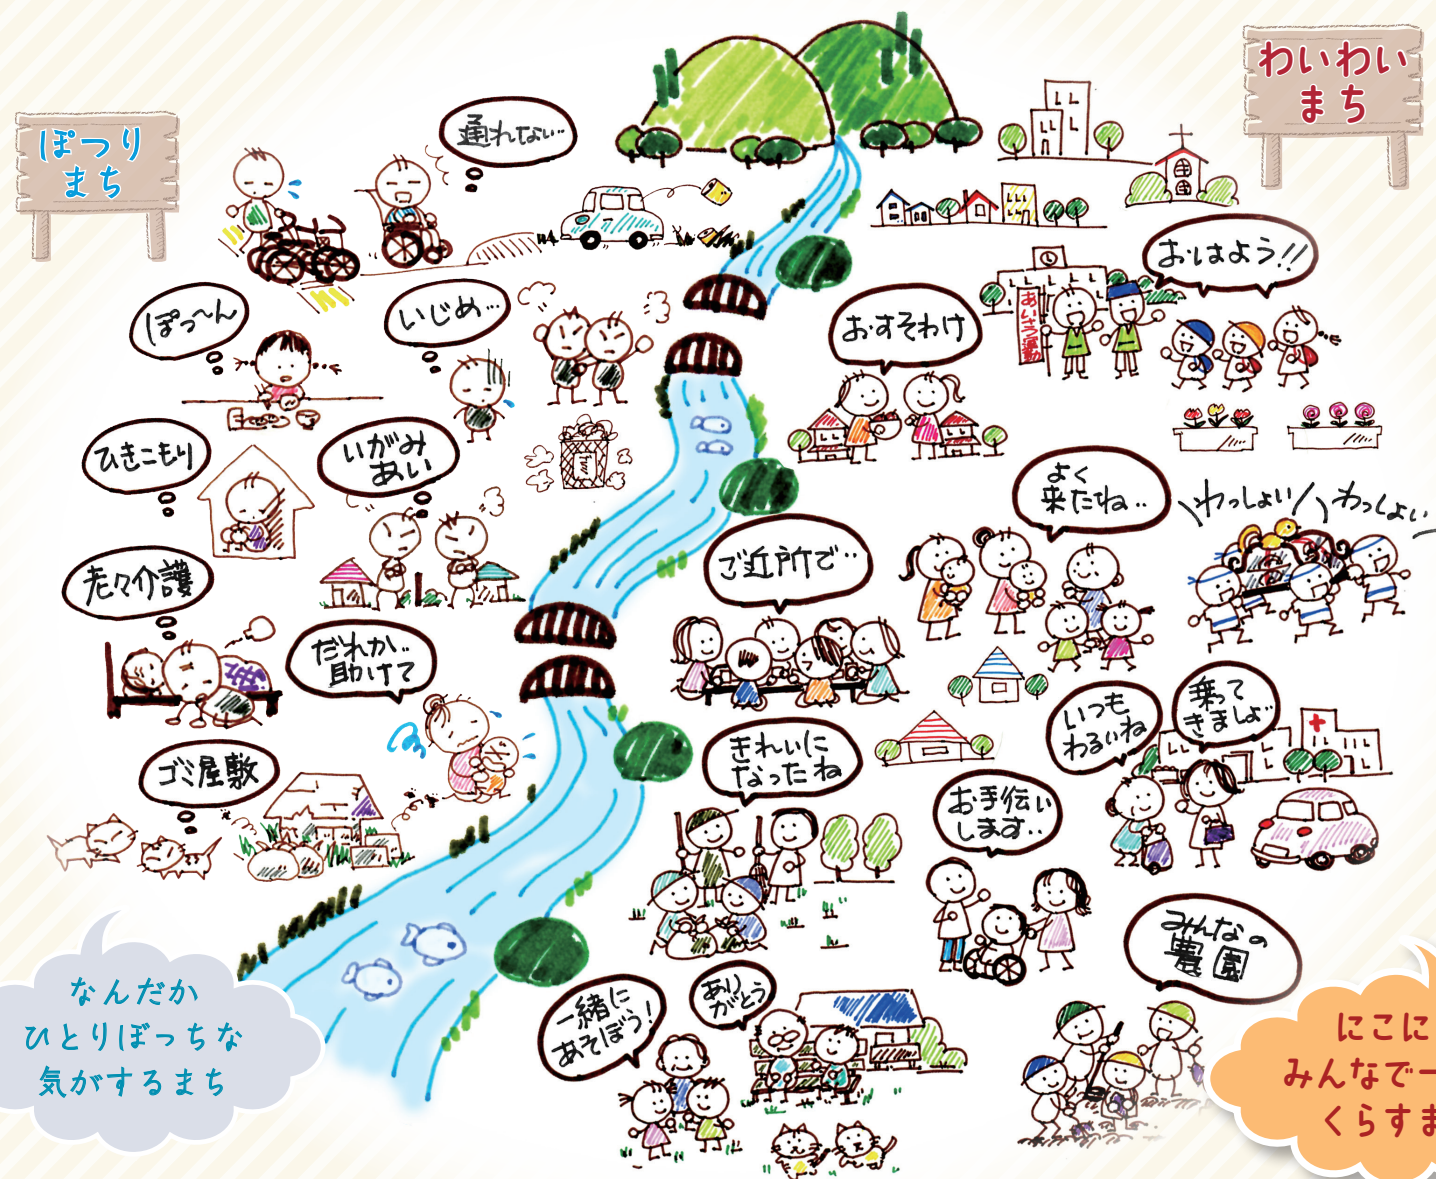 ぽつり
まち
わいわい
まち
通れない…
ぽつ～ん
いじめ…
ひきこもり
いがみ
あい
老々介護
だれか…
助けて
ゴミ屋敷
なんだか
ひとりぼっちな
気がするまち
おはよう!!
あいさつ運動
おすそわけ
よく
来たね…
わっしょい
わっしょい
ご近所で…
いつも
わるいね
乗って
きましょ
きれいに
なったね
お手伝い
します…
みんなの
農園
一緒に
あそぼう!
あり
がとう
にこに
みんなで
くらす